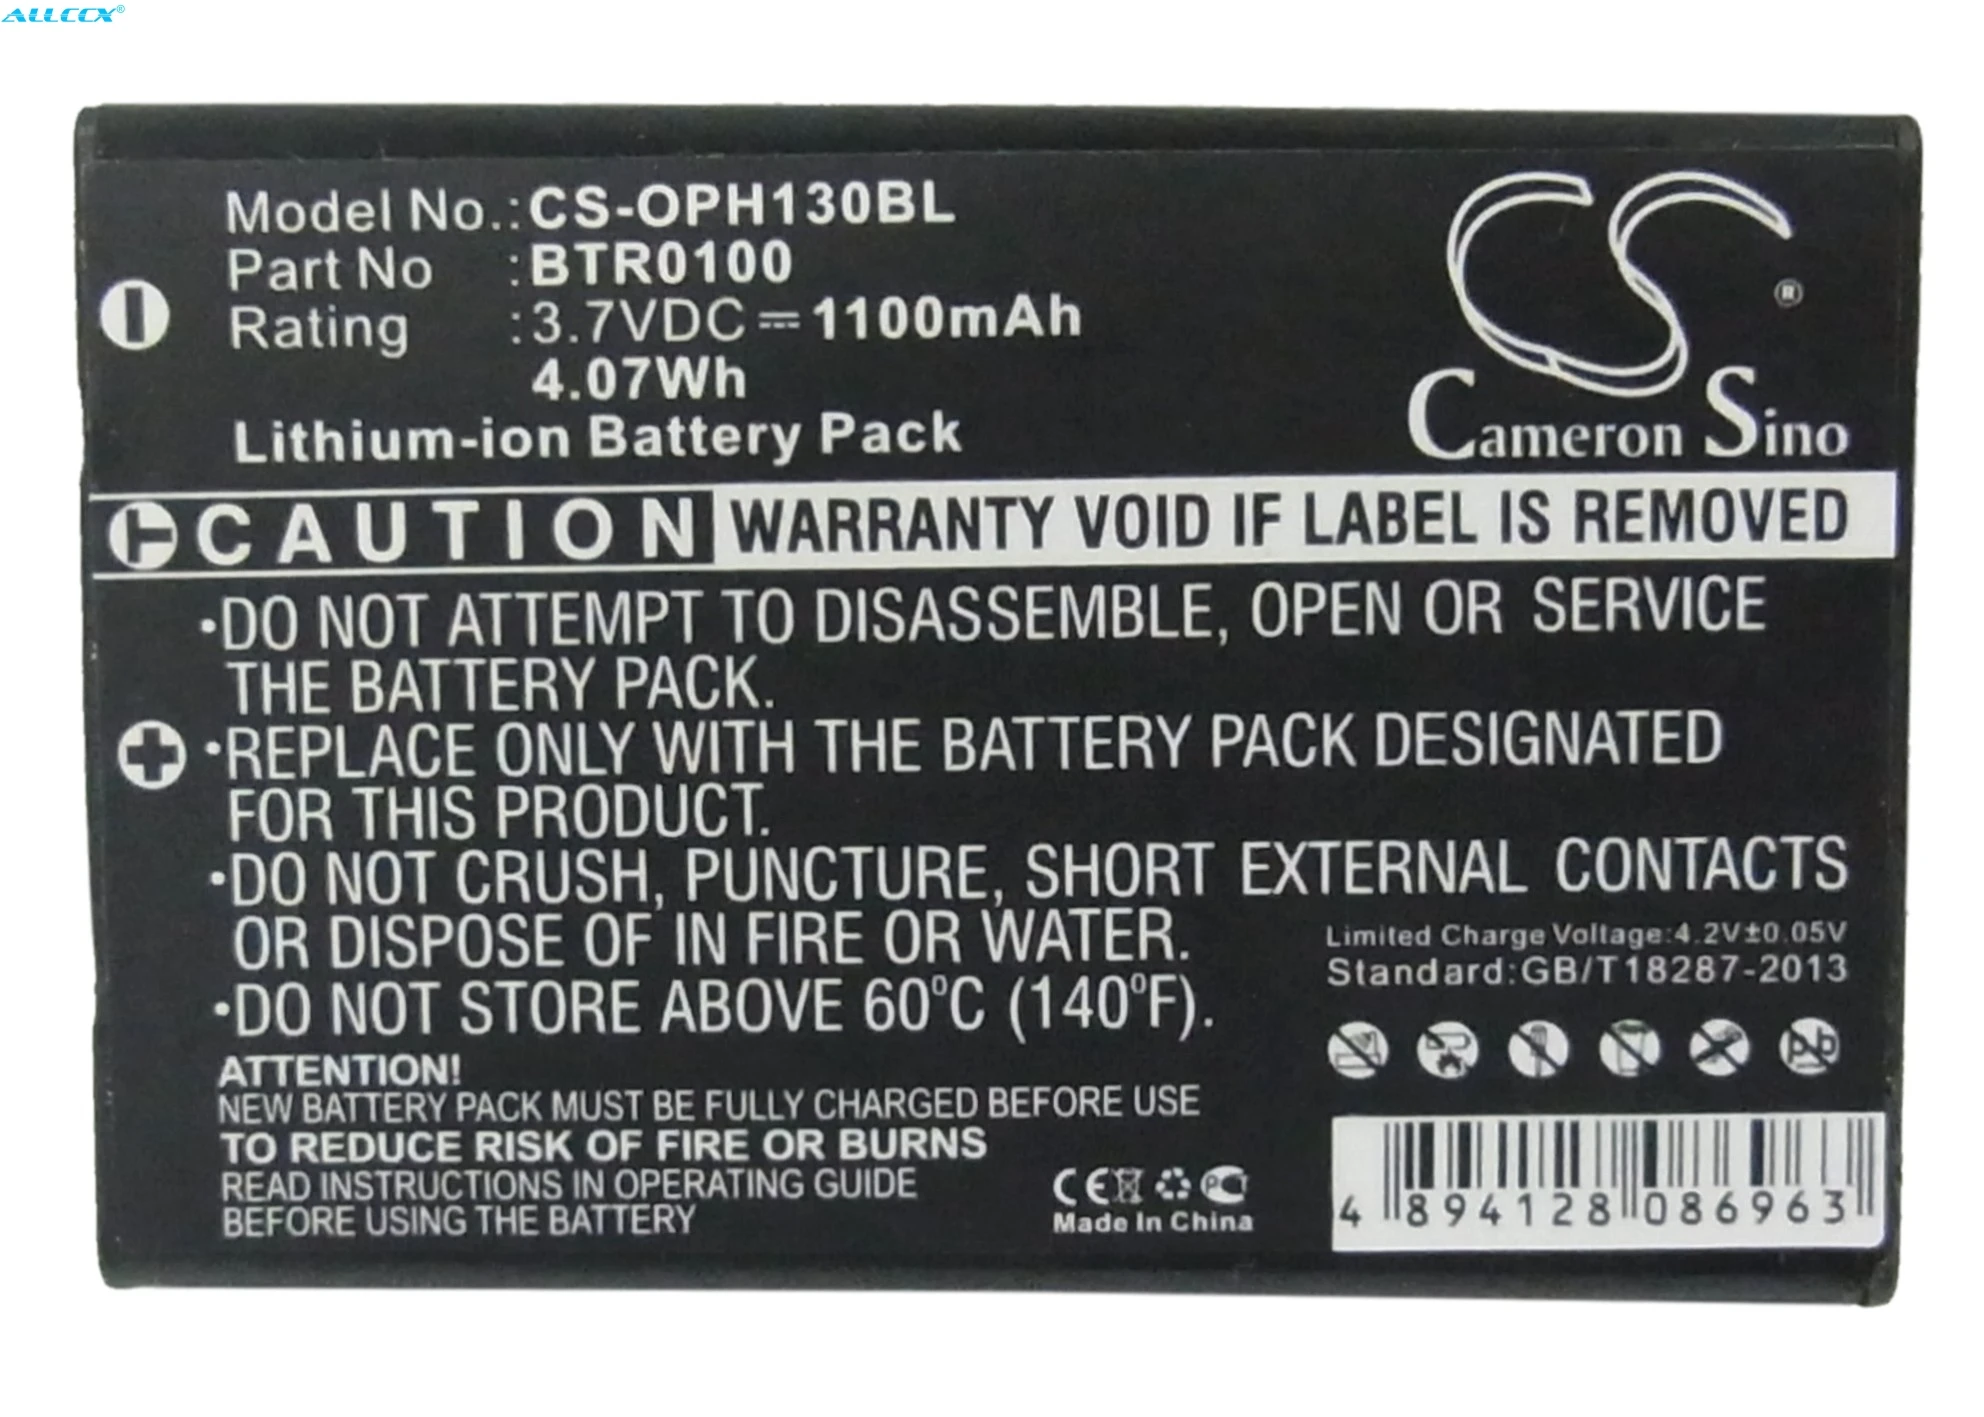 ALLCCX®
Model No.:CS-OPH130BL
Part No :BTR0100
Rating :3.7VDC⎓1100mAh
4.07Wh
Lithium-ion Battery Pack
CS®
Cameron Sino
CAUTION WARRANTY VOID IF LABEL IS REMOVED
•DO NOT ATTEMPT TO DISASSEMBLE, OPEN OR SERVICE
THE BATTERY PACK.
•REPLACE ONLY WITH THE BATTERY PACK DESIGNATED
FOR THIS PRODUCT.
•DO NOT CRUSH, PUNCTURE, SHORT EXTERNAL CONTACTS
OR DISPOSE OF IN FIRE OR WATER.
•DO NOT STORE ABOVE 60°C (140°F).
Limited Charge Voltage:4.2V±0.05V
Standard:GB/T18287-2013
Pb
ATTENTION!
NEW BATTERY PACK MUST BE FULLY CHARGED BEFORE USE
TO REDUCE RISK OF FIRE OR BURNS
READ INSTRUCTIONS IN OPERATING GUIDE
BEFORE USING THE BATTERY
CE PCT
Made In China
4 894128 086963